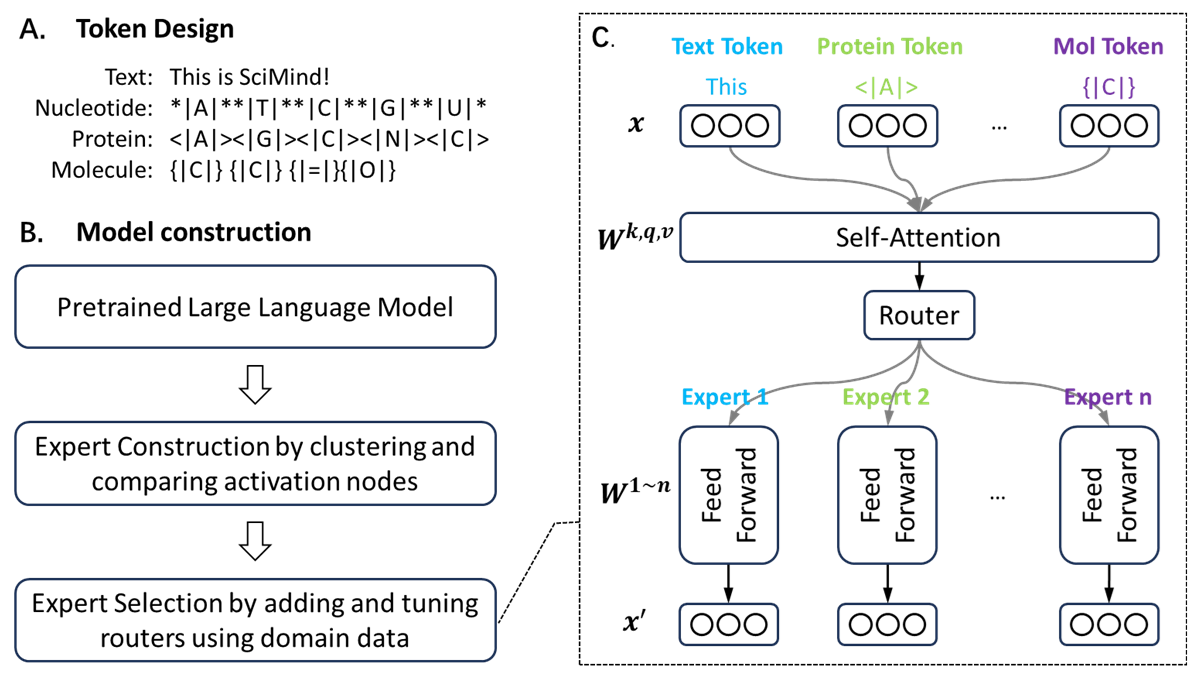 A. Token Design
Text: This is SciMind!
Nucleotide: *|A|**|T|**|C|**|G|**|U|*
Protein: <|A|><|G|><|C|><|N|><|C|>
Molecule: {|C|} {|C|} {|=|}{|O|}
B. Model construction
Pretrained Large Language Model
Expert Construction by clustering and
comparing activation nodes
Expert Selection by adding and tuning
routers using domain data
C.
Text Token Protein Token Mol Token
This <|A|> {|C|}
x ...
W^{k,q,v} Self-Attention
Router
Expert 1 Expert 2 Expert n
W^{1~n} Feed Forward Feed Forward ... Feed Forward
x′